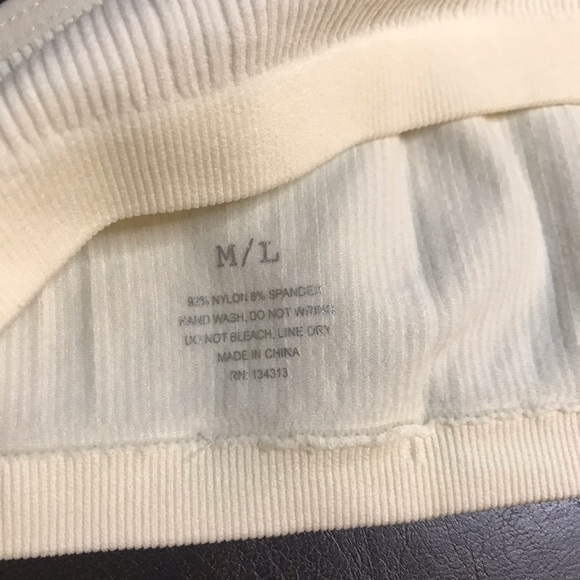 M/L
92% NYLON 8% SPANDEX
HAND WASH, DO NOT WRING
DO NOT BLEACH, LINE DRY
MADE IN CHINA
RN: 134313